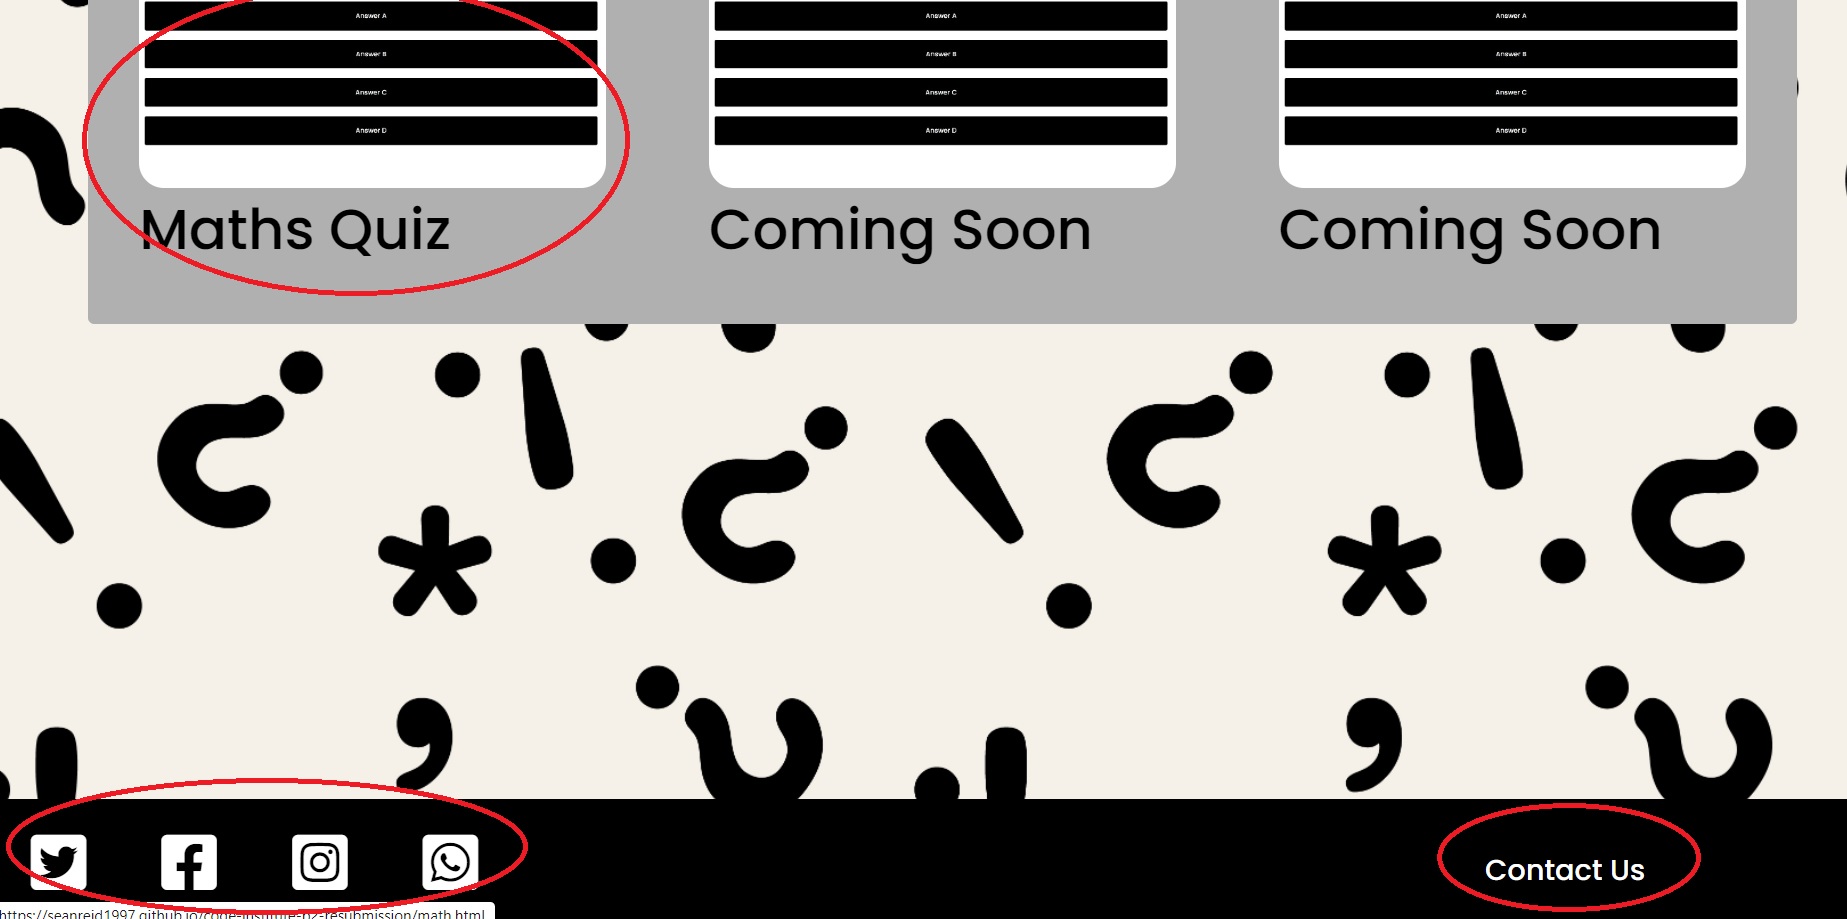 Answer A
Answer A
Answer A
Answer B
Answer B
Answer B
Answer C
Answer C
Answer C
Answer D
Answer D
Answer D
Maths Quiz
Coming Soon
Coming Soon
Contact Us
https://seanreid1997.github.io/code-institute-p2-resubmission/math.html